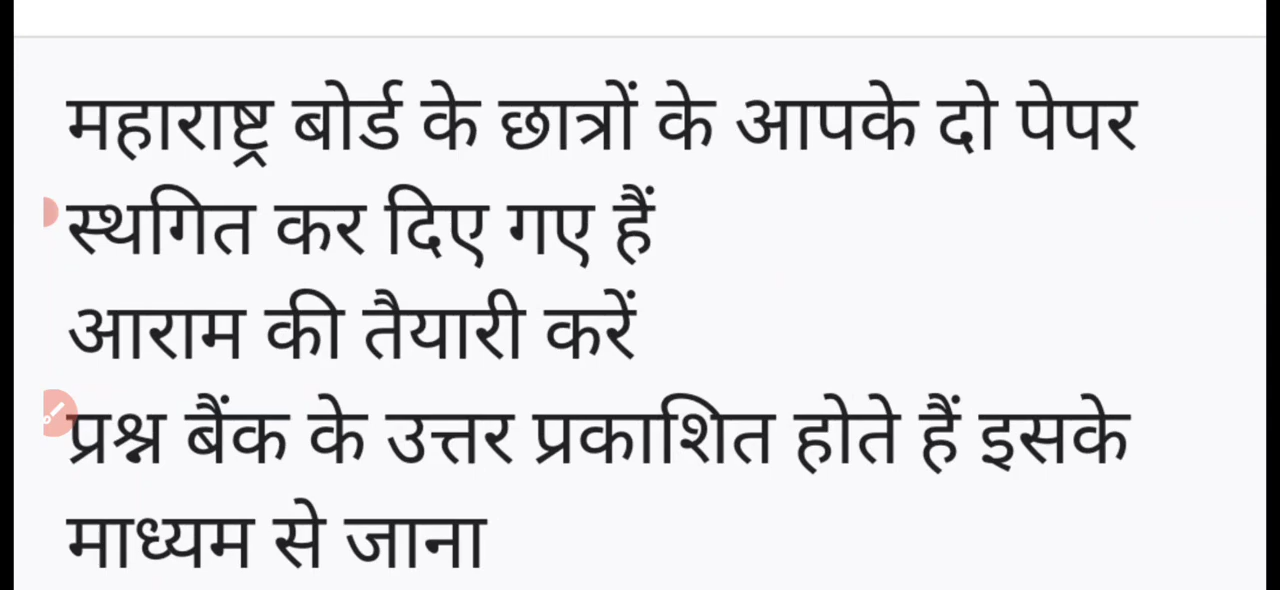 महाराष्ट्र बोर्ड के छात्रों के आपके दो पेपर
स्थगित कर दिए गए हैं
आराम की तैयारी करें
प्रश्न बैंक के उत्तर प्रकाशित होते हैं इसके
माध्यम से जाना